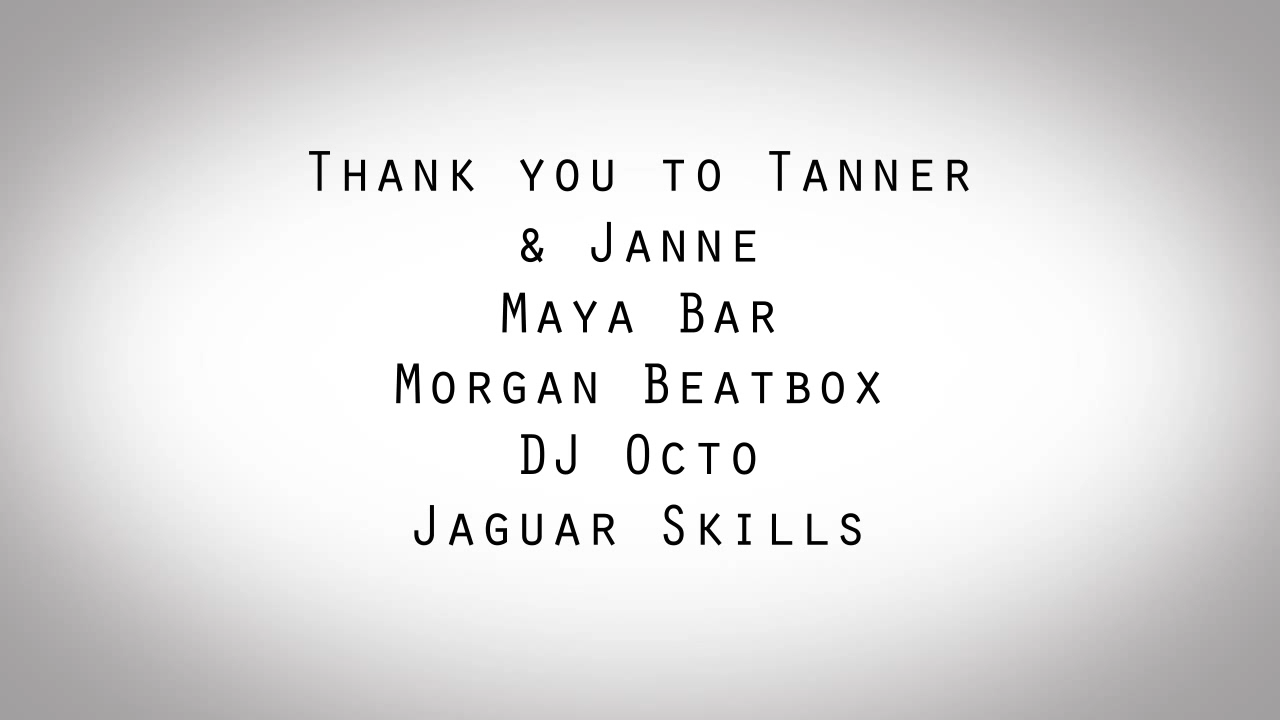 Thank you to Tanner
& Janne
Maya Bar
Morgan Beatbox
DJ Octo
Jaguar Skills